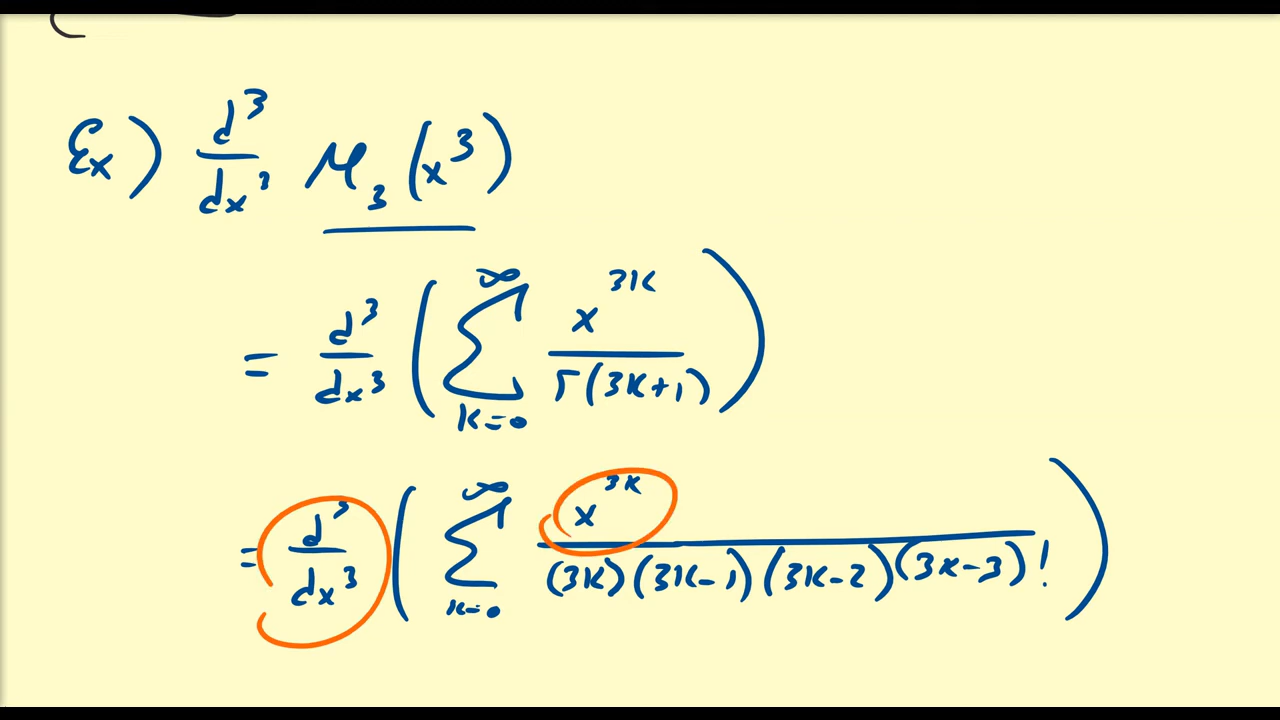 Ex) d³/dx³ M₃(x³)
= d³/dx³ ( ∑_{k=0}^{∞} x^{3k} / Γ(3k+1) )
= d³/dx³ ( ∑_{k=0}^{∞} x^{3k} / (3k)(3k-1)(3k-2)(3k-3)! )